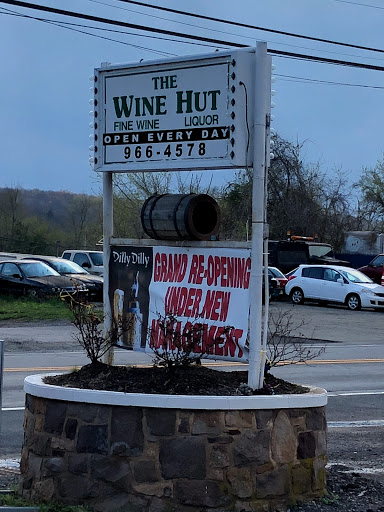 THE
WINE HUT
FINE WINE LIQUOR
OPEN EVERY DAY
966-4578
Dilly Dilly
GRAND RE-OPENING
UNDER NEW
MANAGEMENT